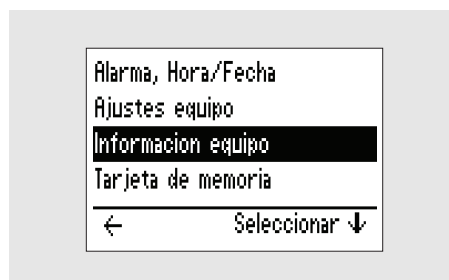 Alarma, Hora/Fecha
Ajustes equipo
Informacion equipo
Tarjeta de memoria
← Seleccionar ↓